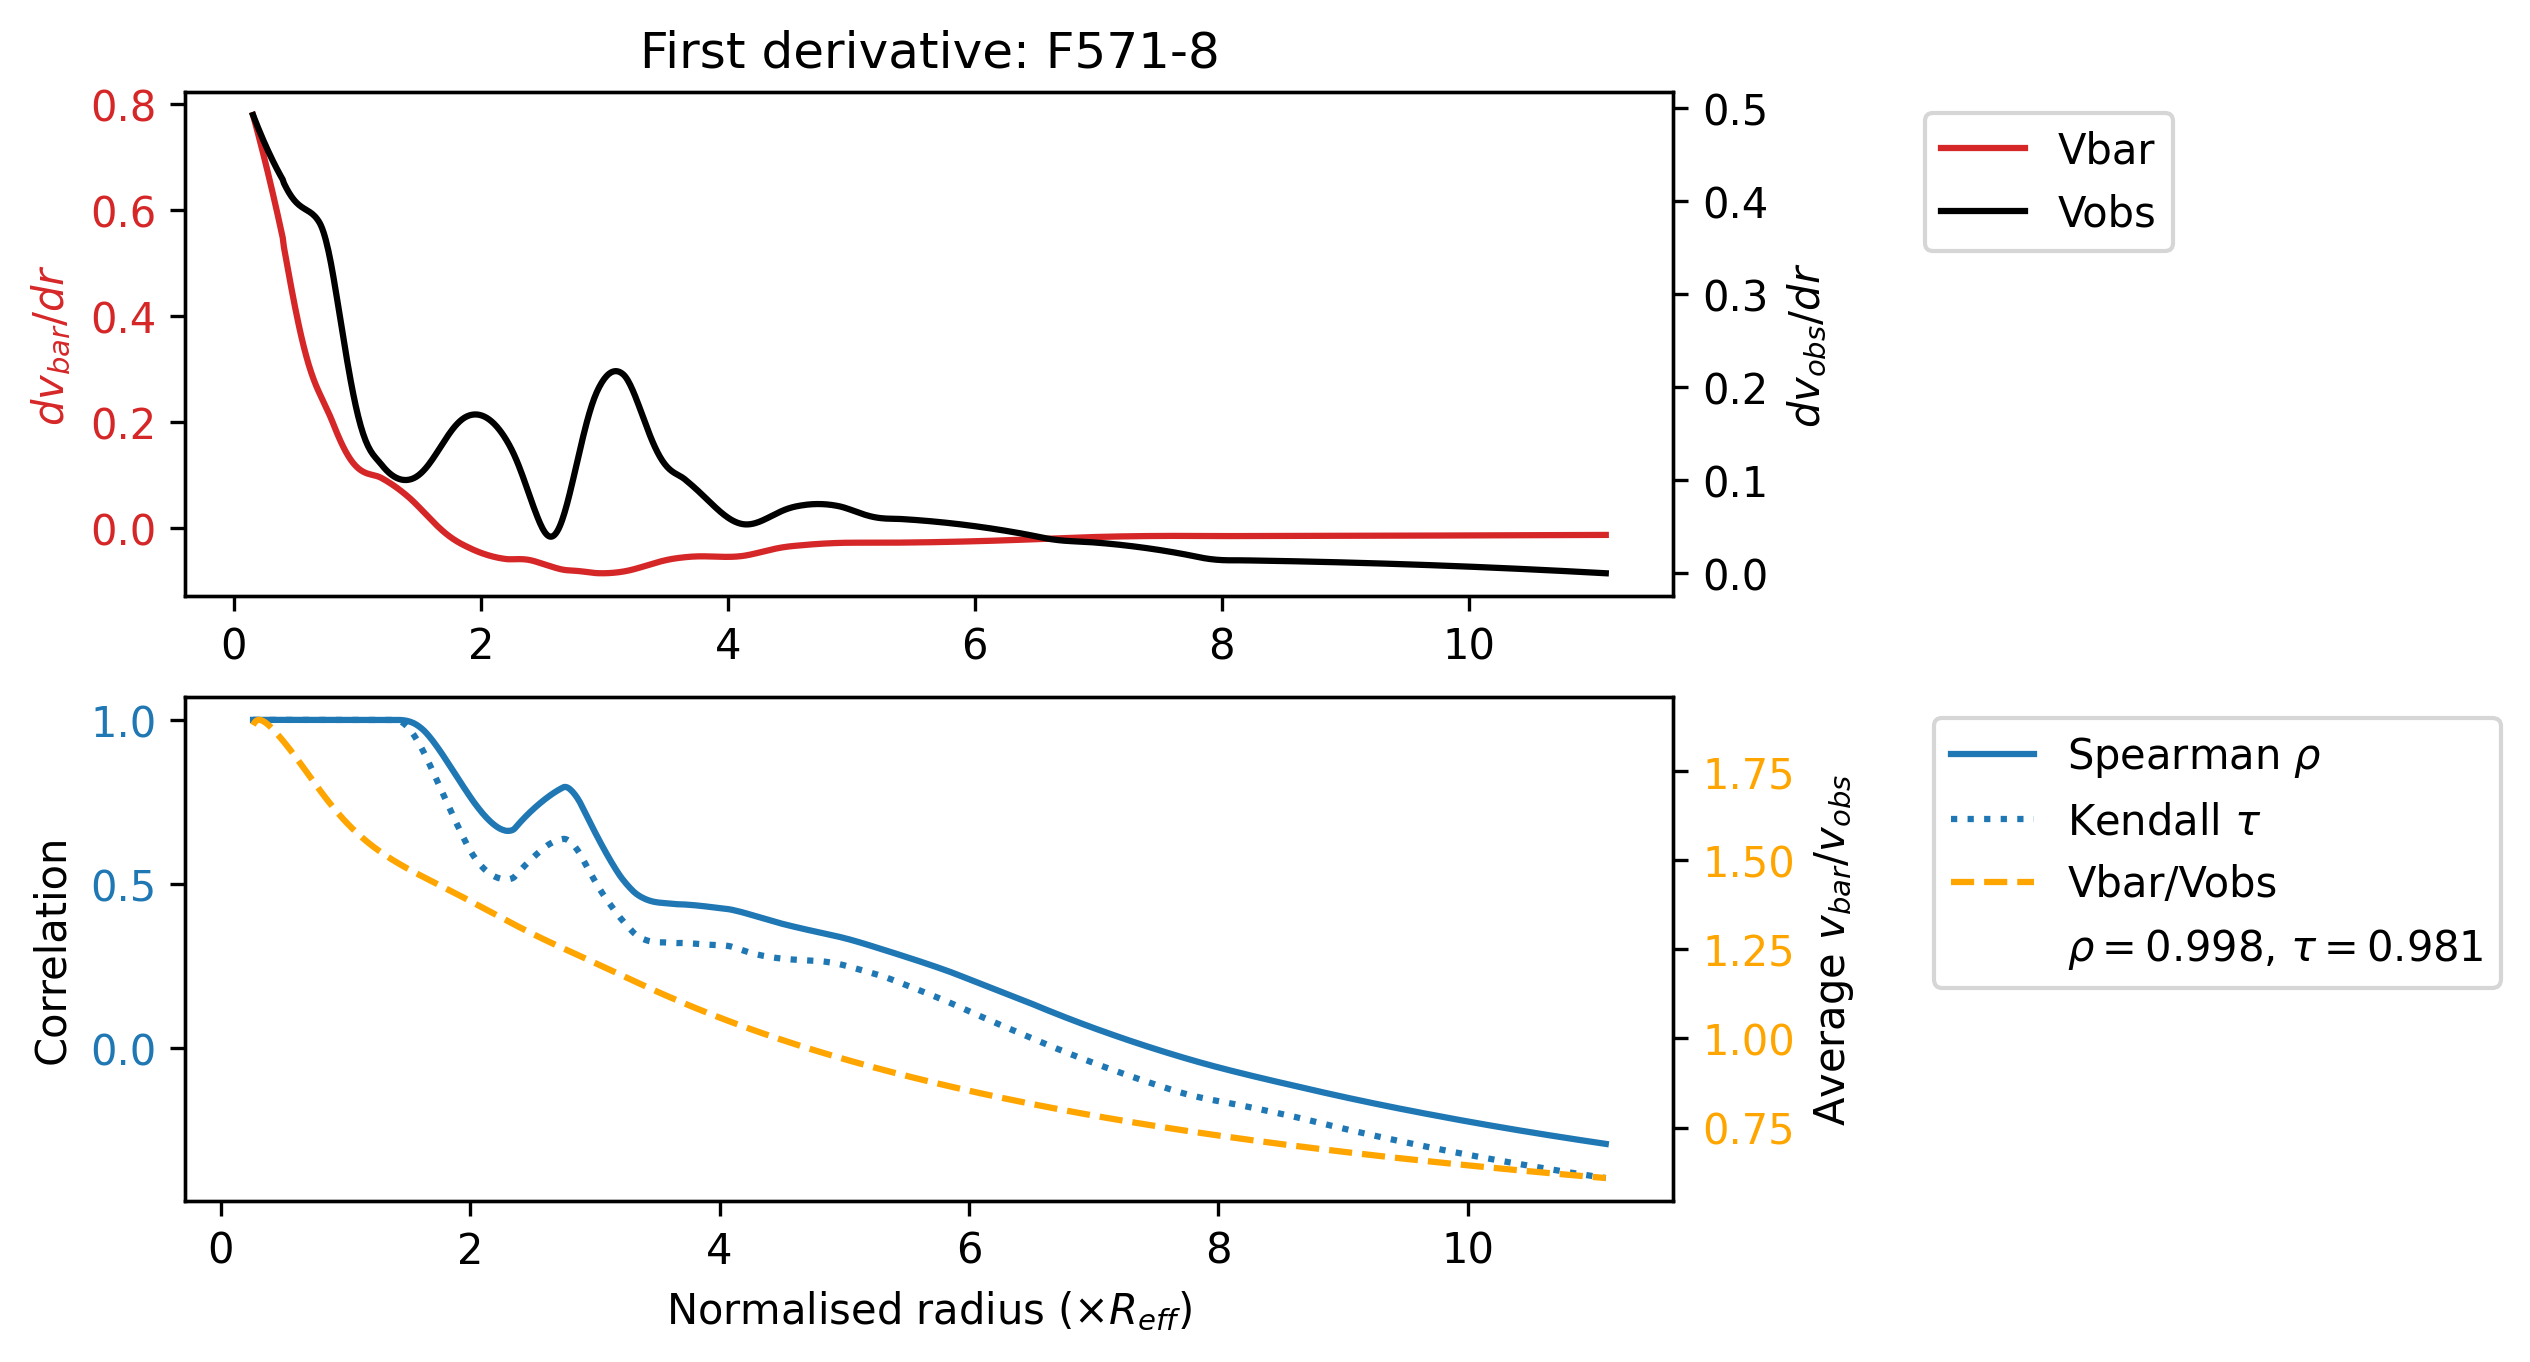 First derivative: F571-8
0.8
0.6
0.4
0.2
0.0
dv_bar/dr
0.5
0.4
0.3
0.2
0.1
0.0
dv_obs/dr
0 2 4 6 8 10
Vbar
Vobs
1.0
0.5
0.0
Correlation
1.75
1.50
1.25
1.00
0.75
Average v_bar/v_obs
0 2 4 6 8 10
Normalised radius (×R_eff)
Spearman ρ
Kendall τ
Vbar/Vobs
ρ = 0.998, τ = 0.981